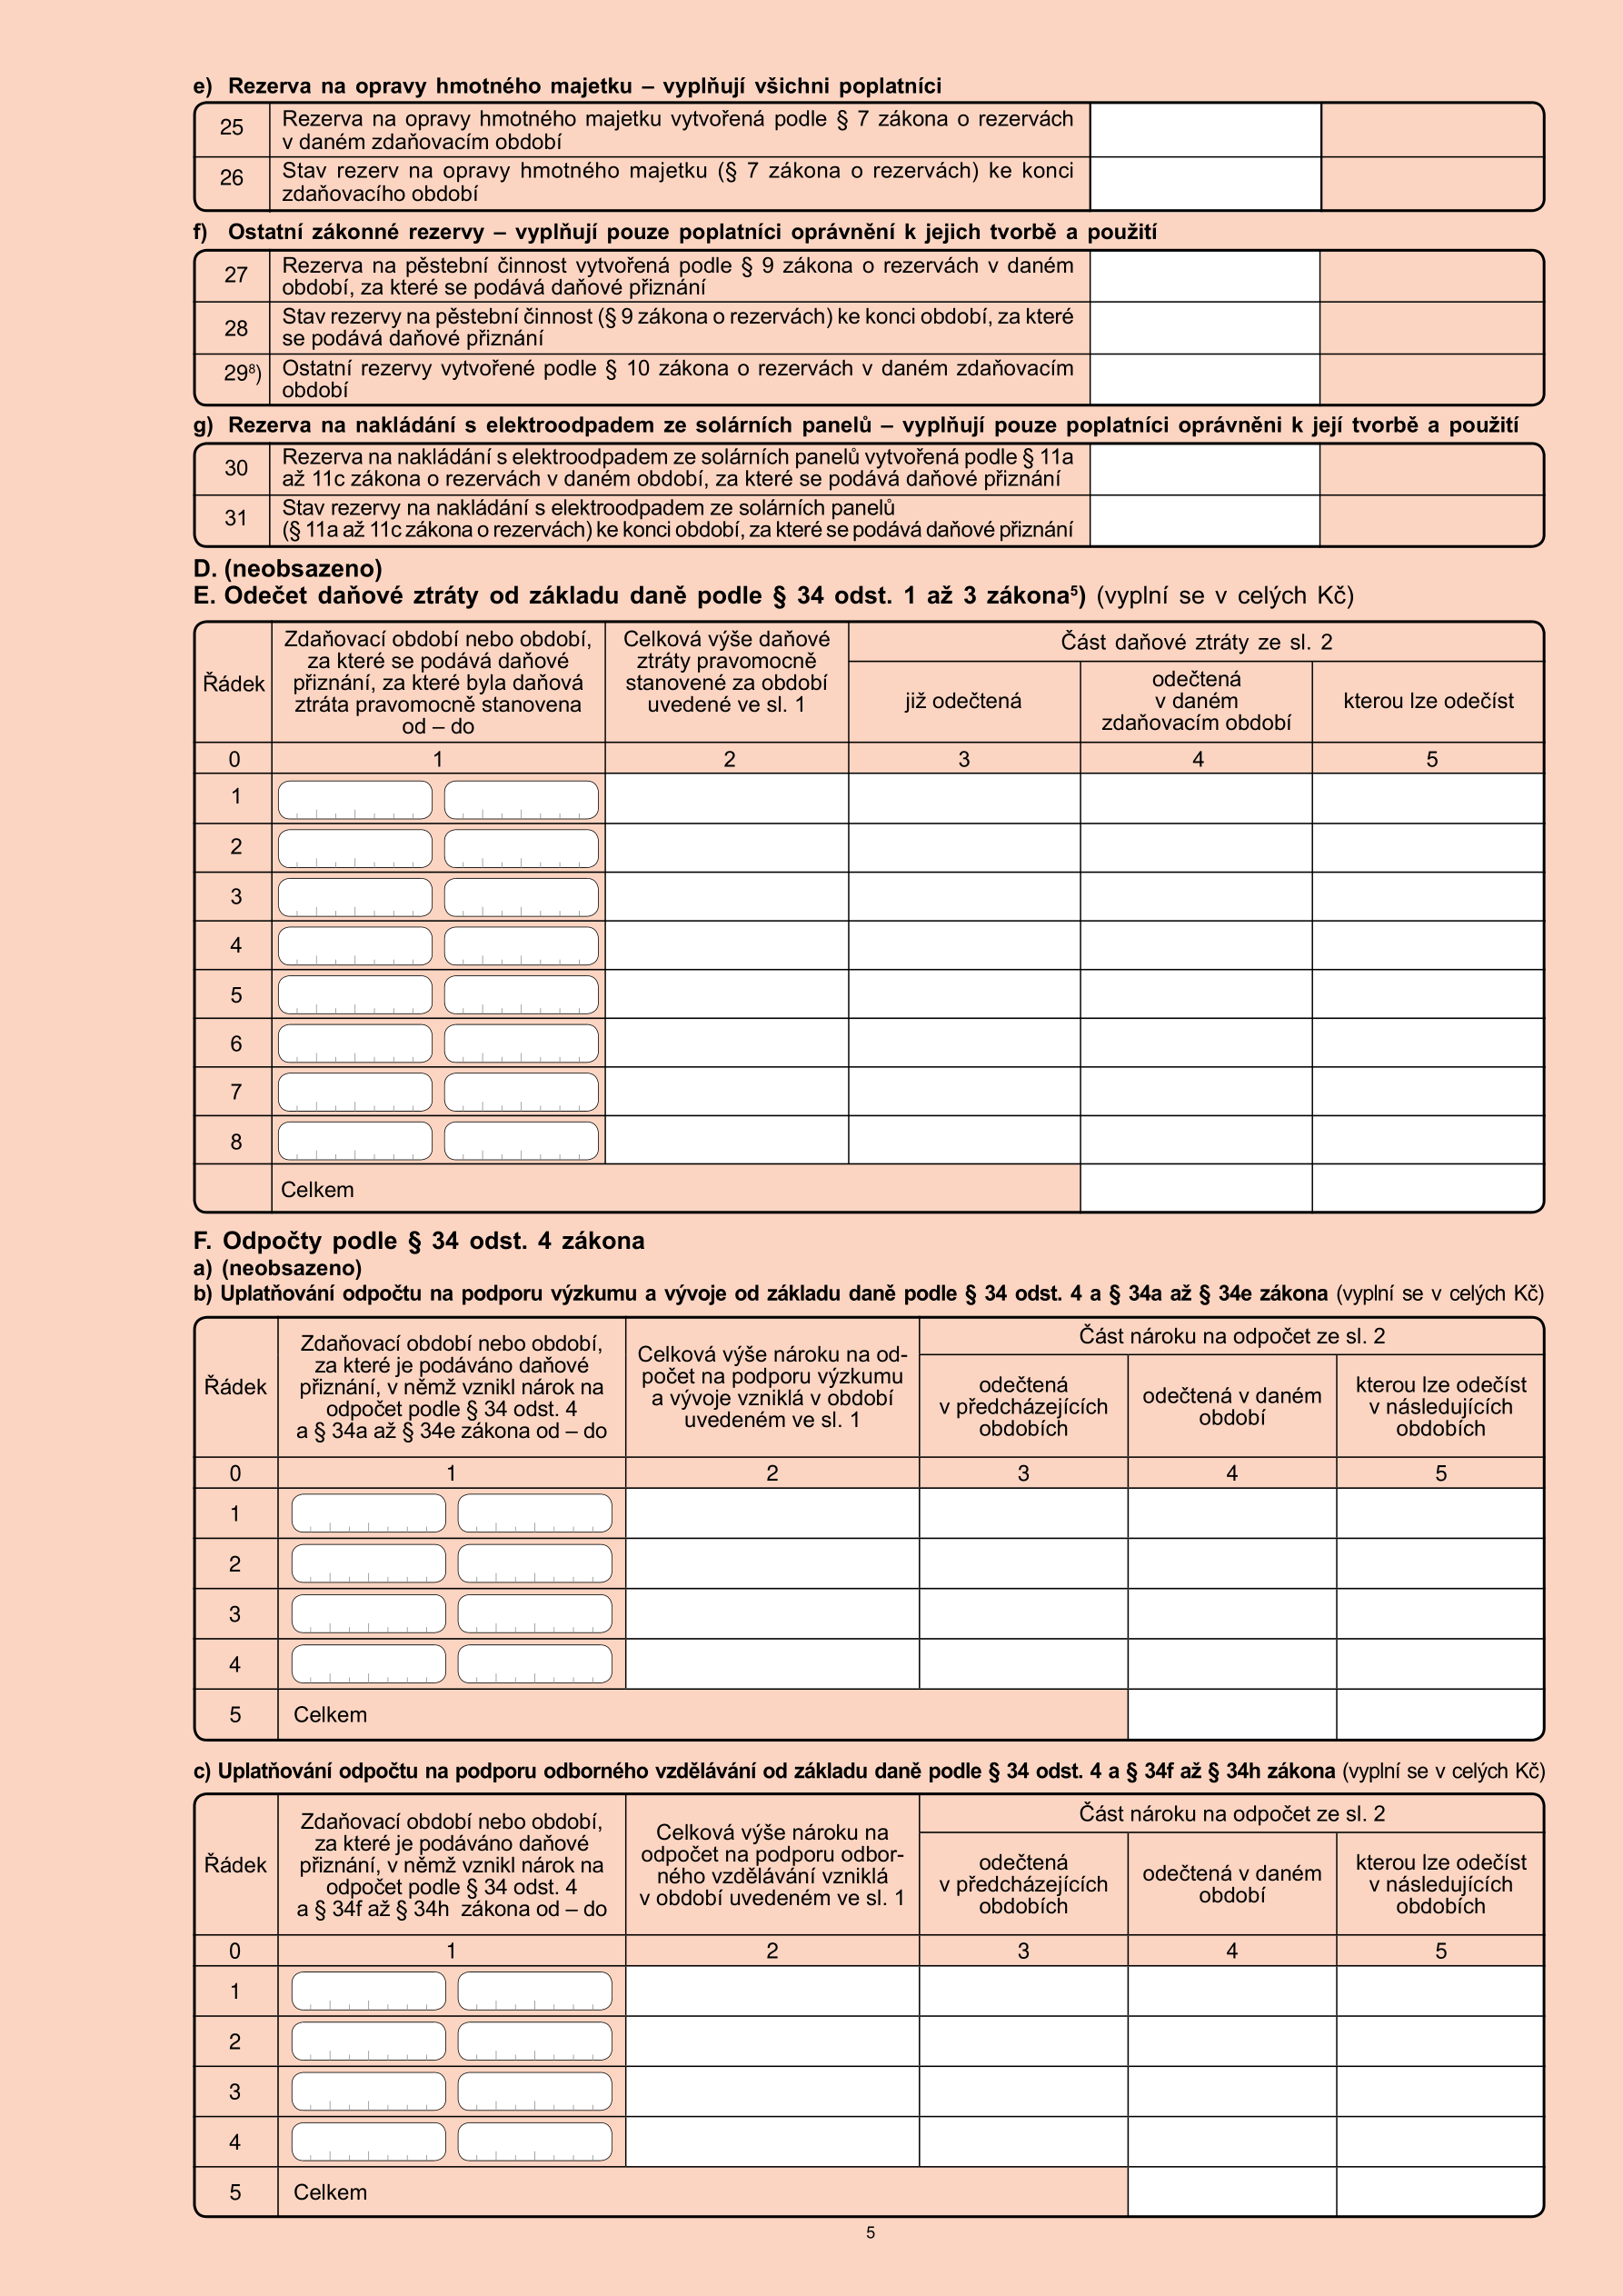 e) Rezerva na opravy hmotného majetku – vyplňují všichni poplatníci
25
Rezerva na opravy hmotného majetku vytvořená podle § 7 zákona o rezervách
v daném zdaňovacím období
26
Stav rezerv na opravy hmotného majetku (§ 7 zákona o rezervách) ke konci
zdaňovacího období
f) Ostatní zákonné rezervy – vyplňují pouze poplatníci oprávnění k jejich tvorbě a použití
27
Rezerva na pěstební činnost vytvořená podle § 9 zákona o rezervách v daném
období, za které se podává daňové přiznání
28
Stav rezervy na pěstební činnost (§ 9 zákona o rezervách) ke konci období, za které
se podává daňové přiznání
29⁸)
Ostatní rezervy vytvořené podle § 10 zákona o rezervách v daném zdaňovacím
období
g) Rezerva na nakládání s elektroodpadem ze solárních panelů – vyplňují pouze poplatníci oprávněni k její tvorbě a použití
30
Rezerva na nakládání s elektroodpadem ze solárních panelů vytvořená podle § 11a
až 11c zákona o rezervách v daném období, za které se podává daňové přiznání
31
Stav rezervy na nakládání s elektroodpadem ze solárních panelů
(§ 11a až 11c zákona o rezervách) ke konci období, za které se podává daňové přiznání
D. (neobsazeno)
E. Odečet daňové ztráty od základu daně podle § 34 odst. 1 až 3 zákona⁵) (vyplní se v celých Kč)
Řádek
Zdaňovací období nebo období,
za které se podává daňové
přiznání, za které byla daňová
ztráta pravomocně stanovena
od – do
Celková výše daňové
ztráty pravomocně
stanovené za období
uvedené ve sl. 1
Část daňové ztráty ze sl. 2
již odečtená
odečtená
v daném
zdaňovacím období
kterou lze odečíst
0 1 2 3 4 5
1
2
3
4
5
6
7
8
Celkem
F. Odpočty podle § 34 odst. 4 zákona
a) (neobsazeno)
b) Uplatňování odpočtu na podporu výzkumu a vývoje od základu daně podle § 34 odst. 4 a § 34a až § 34e zákona (vyplní se v celých Kč)
Řádek
Zdaňovací období nebo období,
za které je podáváno daňové
přiznání, v němž vznikl nárok na
odpočet podle § 34 odst. 4
a § 34a až § 34e zákona od – do
Celková výše nároku na od-
počet na podporu výzkumu
a vývoje vzniklá v období
uvedeném ve sl. 1
Část nároku na odpočet ze sl. 2
odečtená
v předcházejících
obdobích
odečtená v daném
období
kterou lze odečíst
v následujících
obdobích
0 1 2 3 4 5
1
2
3
4
5 Celkem
c) Uplatňování odpočtu na podporu odborného vzdělávání od základu daně podle § 34 odst. 4 a § 34f až § 34h zákona (vyplní se v celých Kč)
Řádek
Zdaňovací období nebo období,
za které je podáváno daňové
přiznání, v němž vznikl nárok na
odpočet podle § 34 odst. 4
a § 34f až § 34h zákona od – do
Celková výše nároku na
odpočet na podporu odbor-
ného vzdělávání vzniklá
v období uvedeném ve sl. 1
Část nároku na odpočet ze sl. 2
odečtená
v předcházejících
obdobích
odečtená v daném
období
kterou lze odečíst
v následujících
obdobích
0 1 2 3 4 5
1
2
3
4
5 Celkem
5